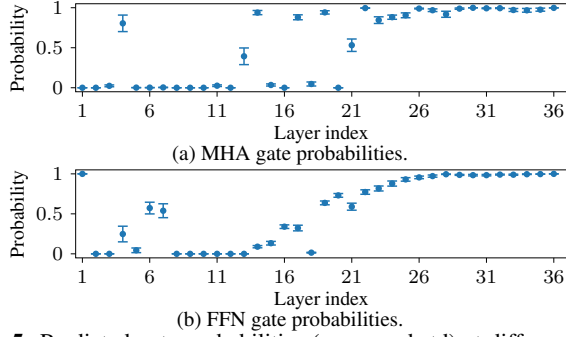 Probability
1
0.5
0
1 6 11 16 21 26 31 36
Layer index
(a) MHA gate probabilities.
Probability
1
0.5
0
1 6 11 16 21 26 31 36
Layer index
(b) FFN gate probabilities.